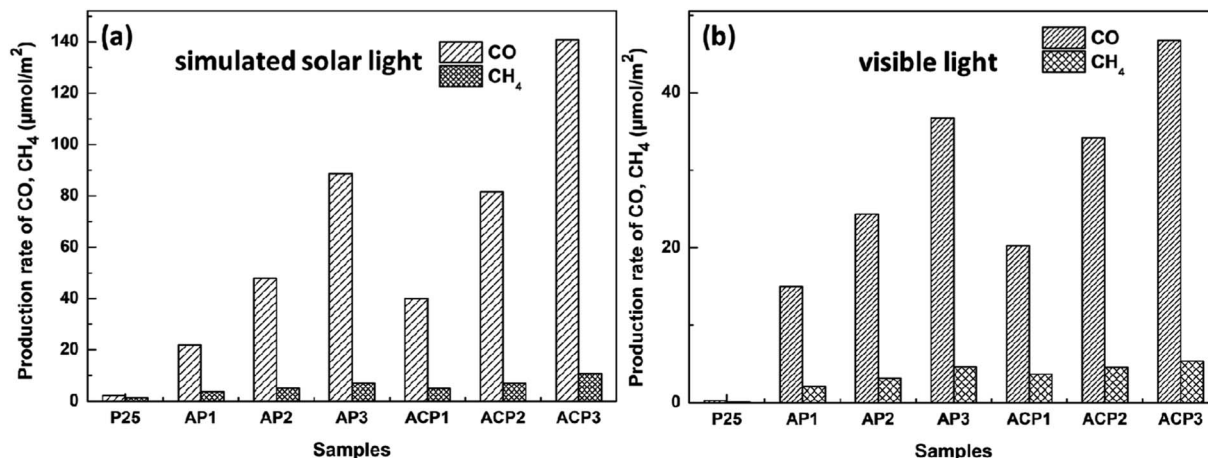 (a)
simulated solar light
CO
CH4
Production rate of CO, CH4 (μmol/m2)
140
120
100
80
60
40
20
0
P25 AP1 AP2 AP3 ACP1 ACP2 ACP3
Samples
(b)
visible light
CO
CH4
Production rate of CO, CH4 (μmol/m2)
40
20
0
P25 AP1 AP2 AP3 ACP1 ACP2 ACP3
Samples